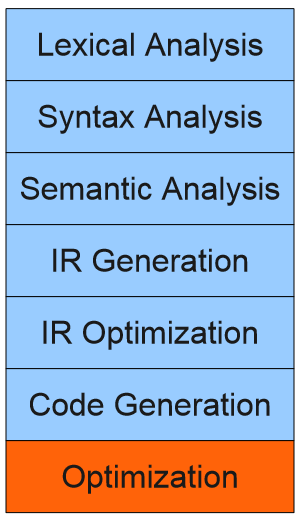 Lexical Analysis
Syntax Analysis
Semantic Analysis
IR Generation
IR Optimization
Code Generation
Optimization